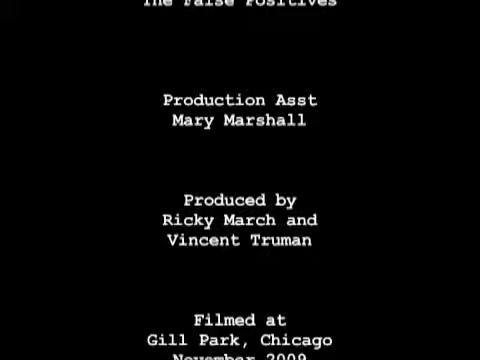 The False Positives
Production Asst
Mary Marshall
Produced by
Ricky March and
Vincent Truman
Filmed at
Gill Park, Chicago
November 2009